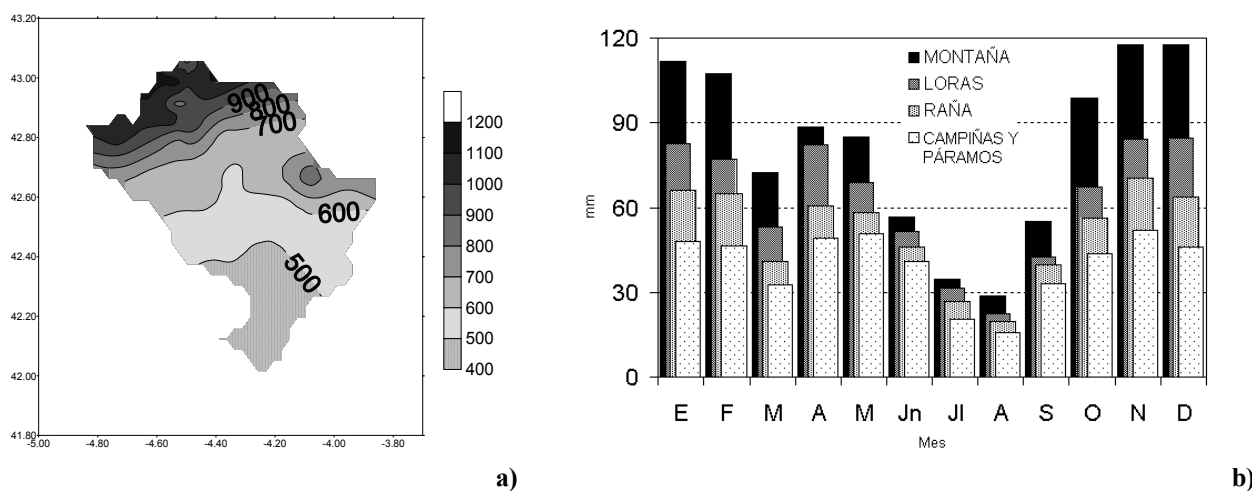 43.20
43.00
42.80
42.60
42.40
42.20
42.00
41.80
-5.00 -4.80 -4.60 -4.40 -4.20 -4.00 -3.80
900
800
700
600
500
1200
1100
1000
900
800
700
600
500
400
a)
120
90
60
30
0
mm
MONTAÑA
LORAS
RAÑA
CAMPIÑAS Y
PÁRAMOS
E F M A M Jn Jl A S O N D
Mes
b)